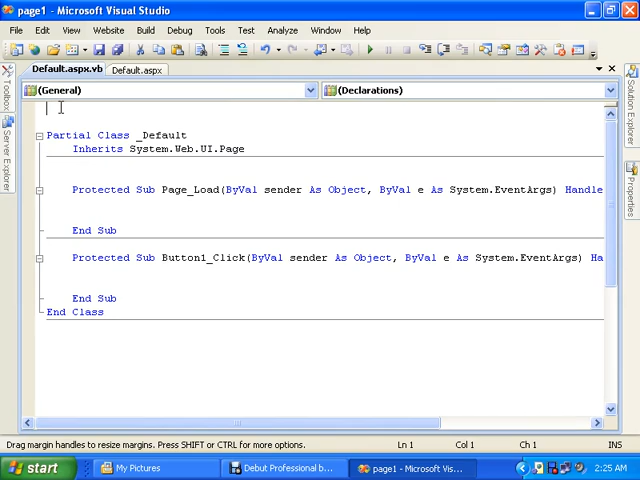 page1 - Microsoft Visual Studio
File Edit View Website Build Debug Tools Test Analyze Window Help
Default.aspx.vb Default.aspx
(General) (Declarations)
Toolbox
Server Explorer
Solution Explorer
Properties
Partial Class _Default
Inherits System.Web.UI.Page
Protected Sub Page_Load(ByVal sender As Object, ByVal e As System.EventArgs) Handle
End Sub
Protected Sub Button1_Click(ByVal sender As Object, ByVal e As System.EventArgs) Ha
End Sub
End Class
Drag margin handles to resize margins. Press SHIFT or CTRL for more options. Ln 1 Col 1 Ch 1 INS
start My Pictures Debut Professional b... page1 - Microsoft Vis... 2:25 AM